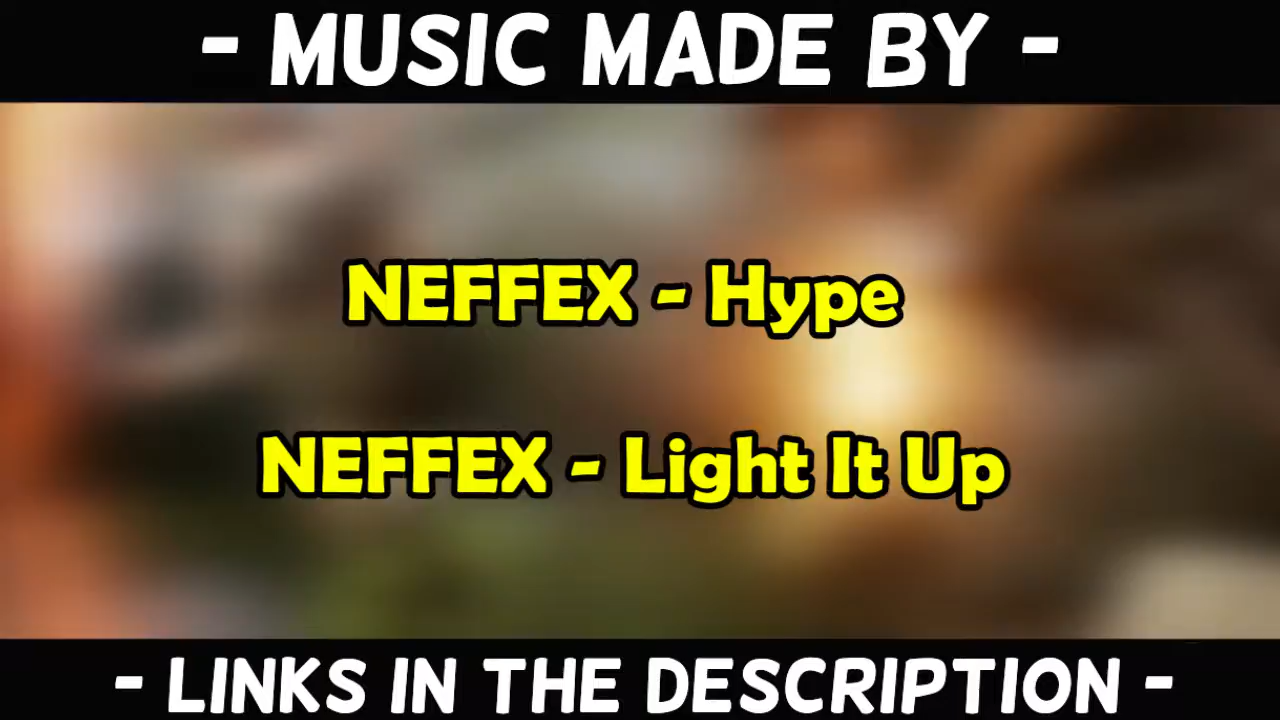 - MUSIC MADE BY -
NEFFEX - Hype
NEFFEX - Light It Up
- LINKS IN THE DESCRIPTION -